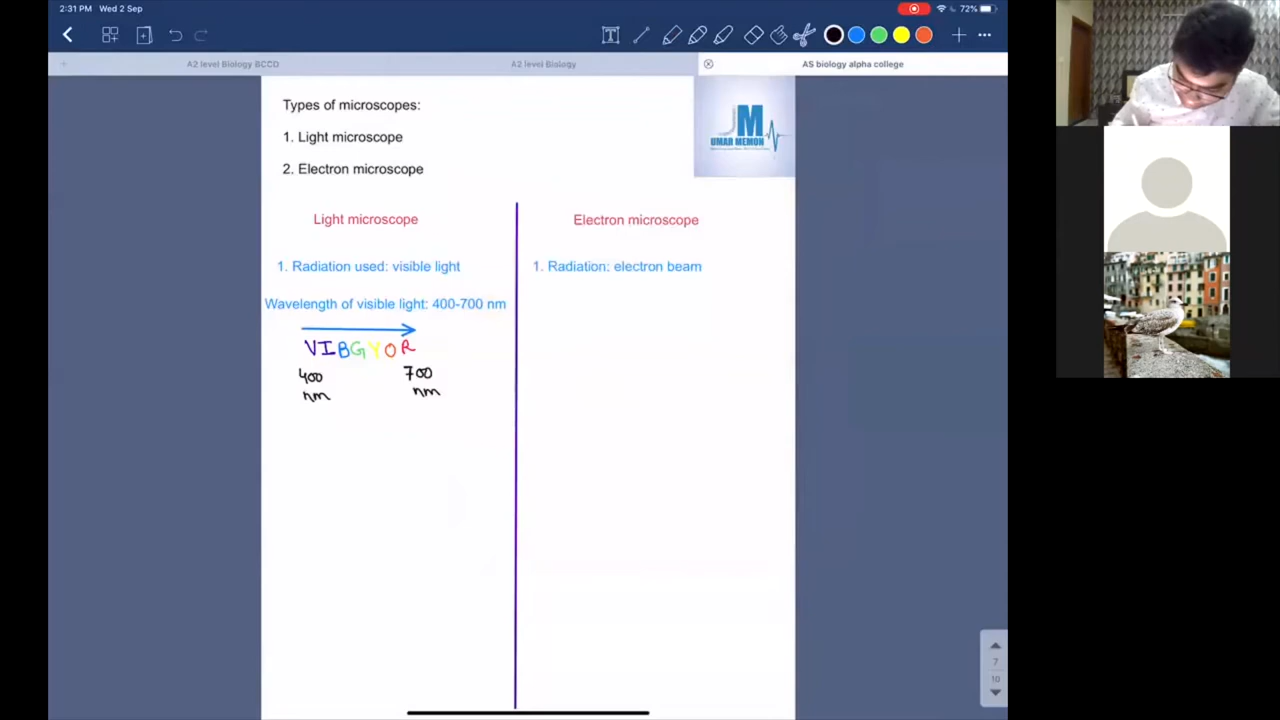 2:31 PM Wed 2 Sep
72%
A2 level Biology BCCD
A2 level Biology
AS biology alpha college
Types of microscopes:
1. Light microscope
2. Electron microscope
M
UMAR MEMON
Light microscope
Electron microscope
1. Radiation used: visible light
1. Radiation: electron beam
Wavelength of visible light: 400-700 nm
VIBGYOR
400 700
nm nm
7
10